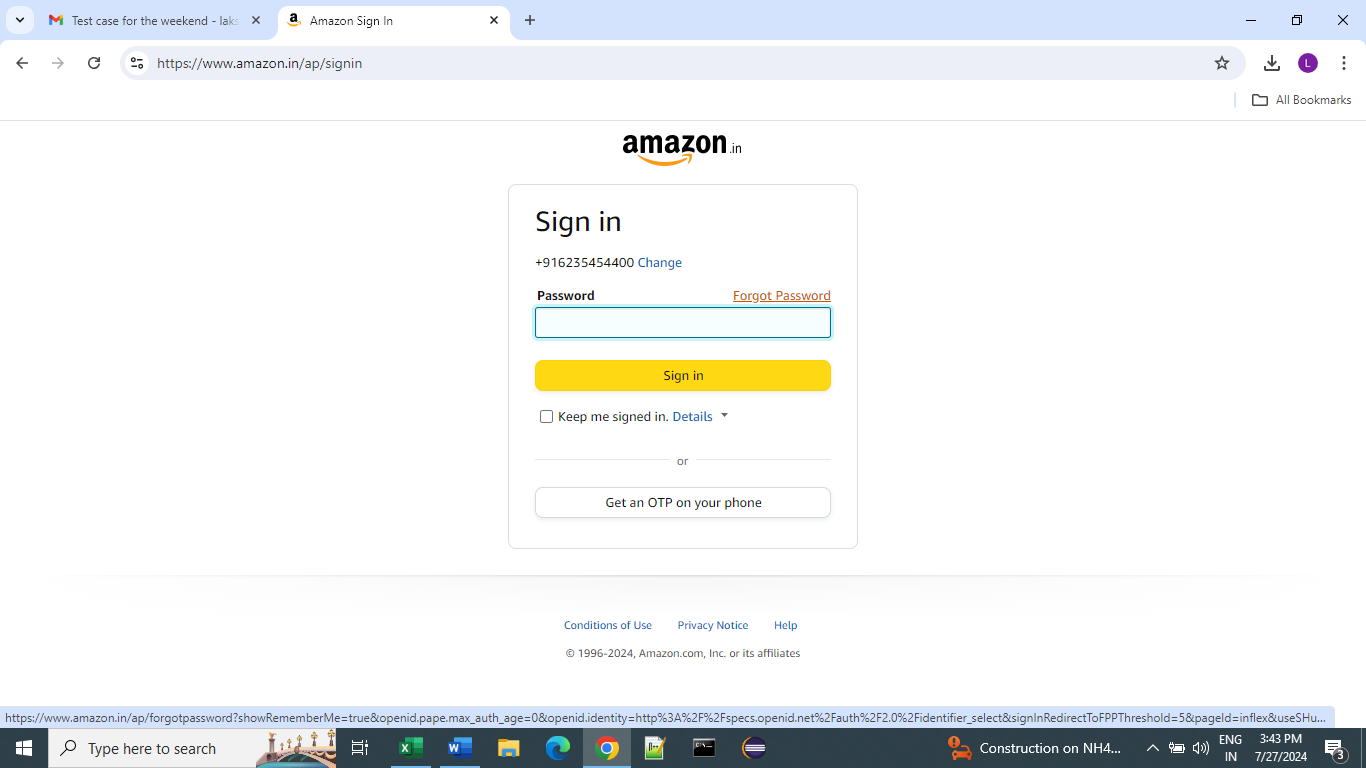 Test case for the weekend - laks
Amazon Sign In
https://www.amazon.in/ap/signin
L
All Bookmarks
amazon.in
Sign in
+916235454400 Change
Password Forgot Password
Sign in
Keep me signed in. Details
or
Get an OTP on your phone
Conditions of Use Privacy Notice Help
© 1996-2024, Amazon.com, Inc. or its affiliates
https://www.amazon.in/ap/forgotpassword?showRememberMe=true&openid.pape.max_auth_age=0&openid.identity=http%3A%2F%2Fspecs.openid.net%2Fauth%2F2.0%2Fidentifier_select&signInRedirectToFPPThreshold=5&pageId=inflex&useSHu...
Type here to search
Construction on NH4...
ENG
IN
3:43 PM
7/27/2024
3